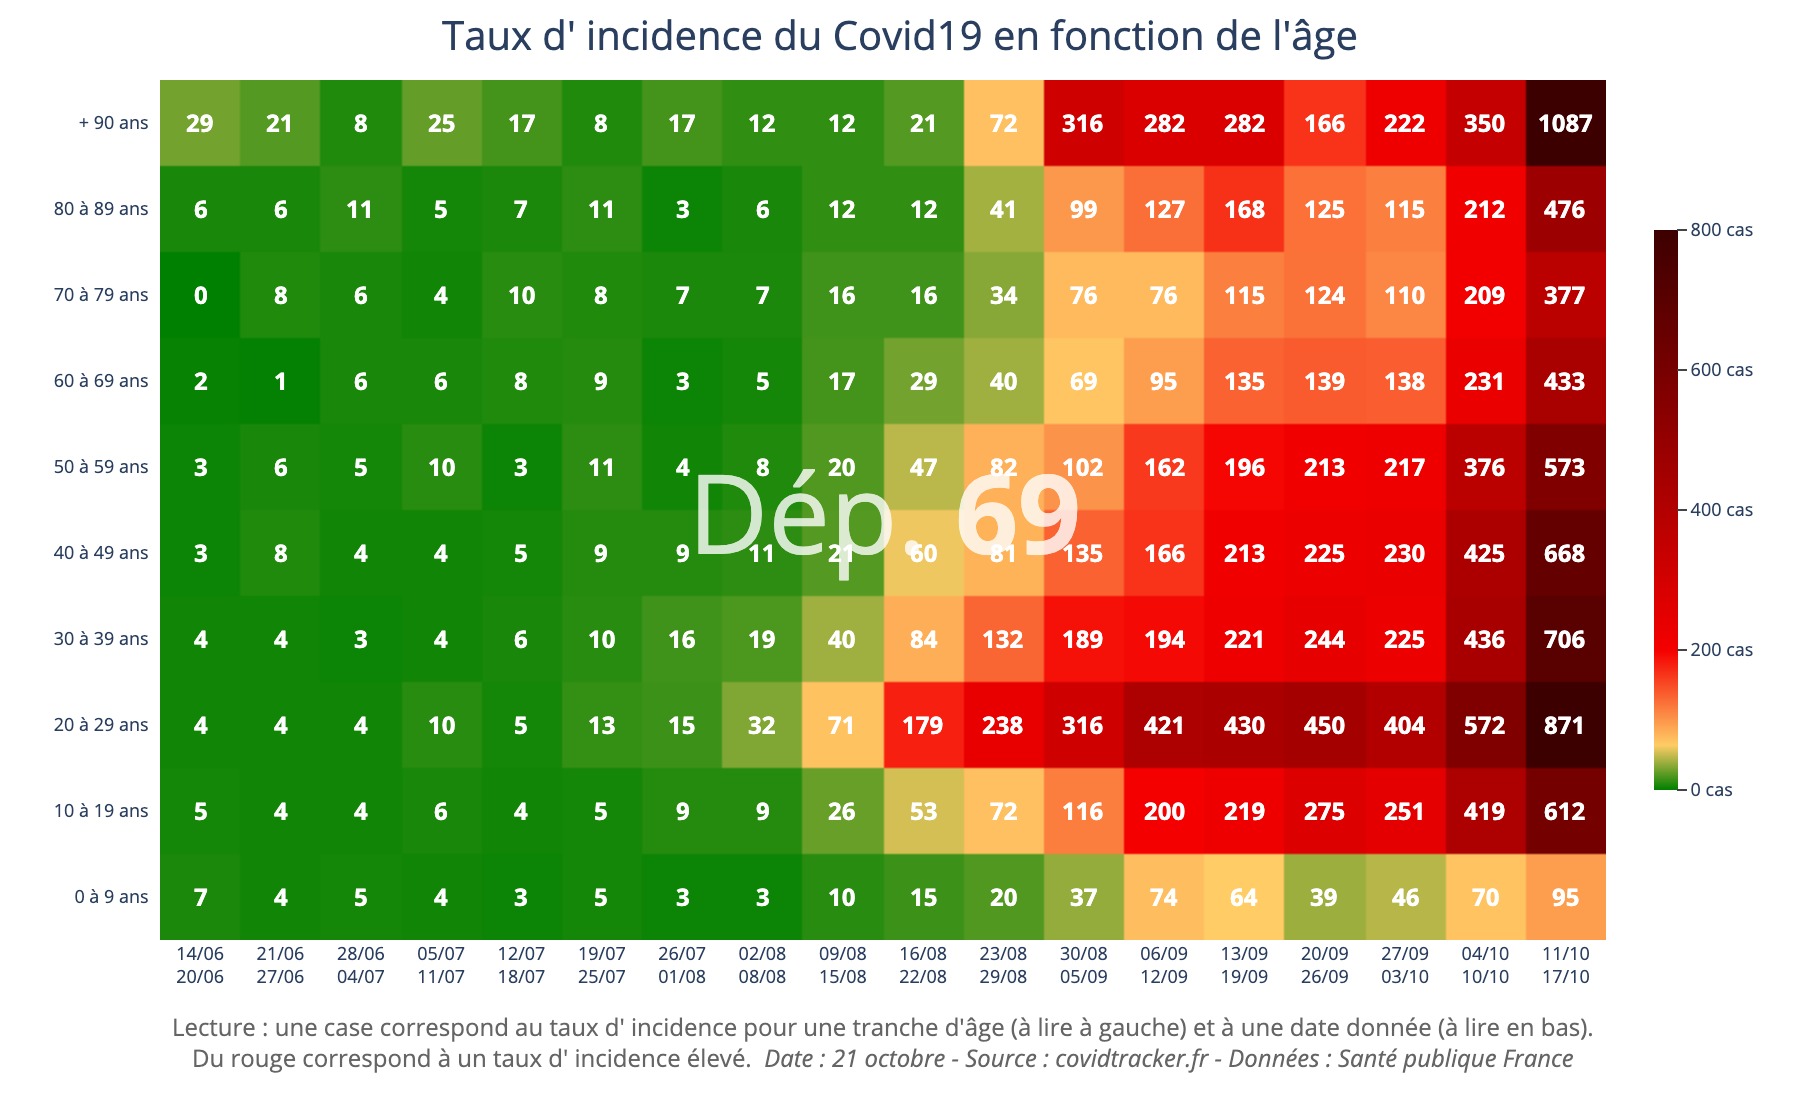 Taux d' incidence du Covid19 en fonction de l'âge
+ 90 ans 29 21 8 25 17 8 17 12 12 21 72 316 282 282 166 222 350 1087
80 à 89 ans 6 6 11 5 7 11 3 6 12 12 41 99 127 168 125 115 212 476
70 à 79 ans 0 8 6 4 10 8 7 7 16 16 34 76 76 115 124 110 209 377
60 à 69 ans 2 1 6 6 8 9 3 5 17 29 40 69 95 135 139 138 231 433
50 à 59 ans 3 6 5 10 3 11 4 8 20 47 82 102 162 196 213 217 376 573
Dép. 69
40 à 49 ans 3 8 4 4 5 9 9 11 21 60 81 135 166 213 225 230 425 668
30 à 39 ans 4 4 3 4 6 10 16 19 40 84 132 189 194 221 244 225 436 706
20 à 29 ans 4 4 4 10 5 13 15 32 71 179 238 316 421 430 450 404 572 871
10 à 19 ans 5 4 4 6 4 5 9 9 26 53 72 116 200 219 275 251 419 612
0 à 9 ans 7 4 5 4 3 5 3 3 10 15 20 37 74 64 39 46 70 95
14/06 21/06 28/06 05/07 12/07 19/07 26/07 02/08 09/08 16/08 23/08 30/08 06/09 13/09 20/09 27/09 04/10 11/10
20/06 27/06 04/07 11/07 18/07 25/07 01/08 08/08 15/08 22/08 29/08 05/09 12/09 19/09 26/09 03/10 10/10 17/10
800 cas
600 cas
400 cas
200 cas
0 cas
Lecture : une case correspond au taux d' incidence pour une tranche d'âge (à lire à gauche) et à une date donnée (à lire en bas).
Du rouge correspond à un taux d' incidence élevé. Date : 21 octobre - Source : covidtracker.fr - Données : Santé publique France